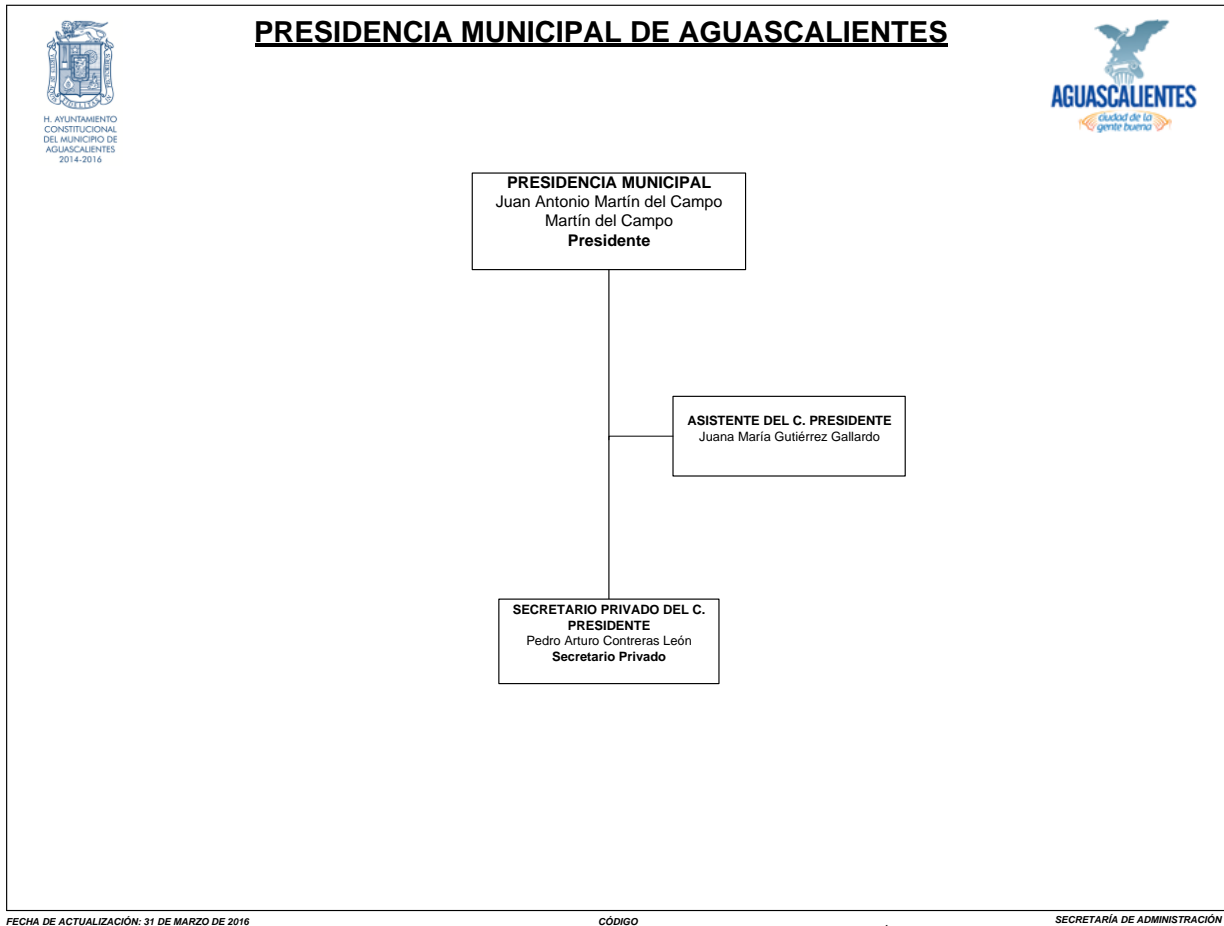 PRESIDENCIA MUNICIPAL DE AGUASCALIENTES
H. AYUNTAMIENTO
CONSTITUCIONAL
DEL MUNICIPIO DE
AGUASCALIENTES
2014-2016
AGUASCALIENTES
ciudad de la
gente buena
PRESIDENCIA MUNICIPAL
Juan Antonio Martín del Campo
Martín del Campo
Presidente
ASISTENTE DEL C. PRESIDENTE
Juana María Gutiérrez Gallardo
SECRETARIO PRIVADO DEL C.
PRESIDENTE
Pedro Arturo Contreras León
Secretario Privado
FECHA DE ACTUALIZACIÓN: 31 DE MARZO DE 2016
CÓDIGO
SECRETARÍA DE ADMINISTRACIÓN